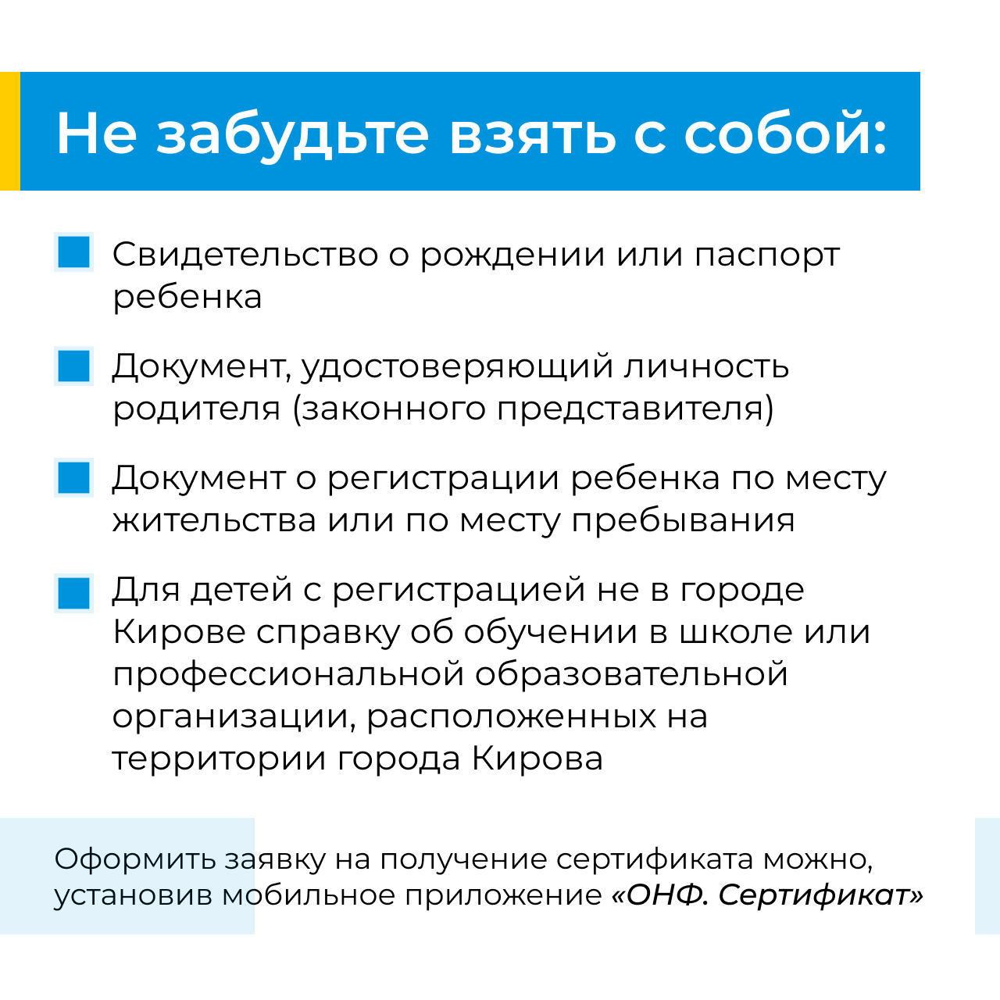 Не забудьте взять с собой:
Свидетельство о рождении или паспорт
ребенка
Документ, удостоверяющий личность
родителя (законного представителя)
Документ о регистрации ребенка по месту
жительства или по месту пребывания
Для детей с регистрацией не в городе
Кирове справку об обучении в школе или
профессиональной образовательной
организации, расположенных на
территории города Кирова
Оформить заявку на получение сертификата можно,
установив мобильное приложение «ОНФ. Сертификат»